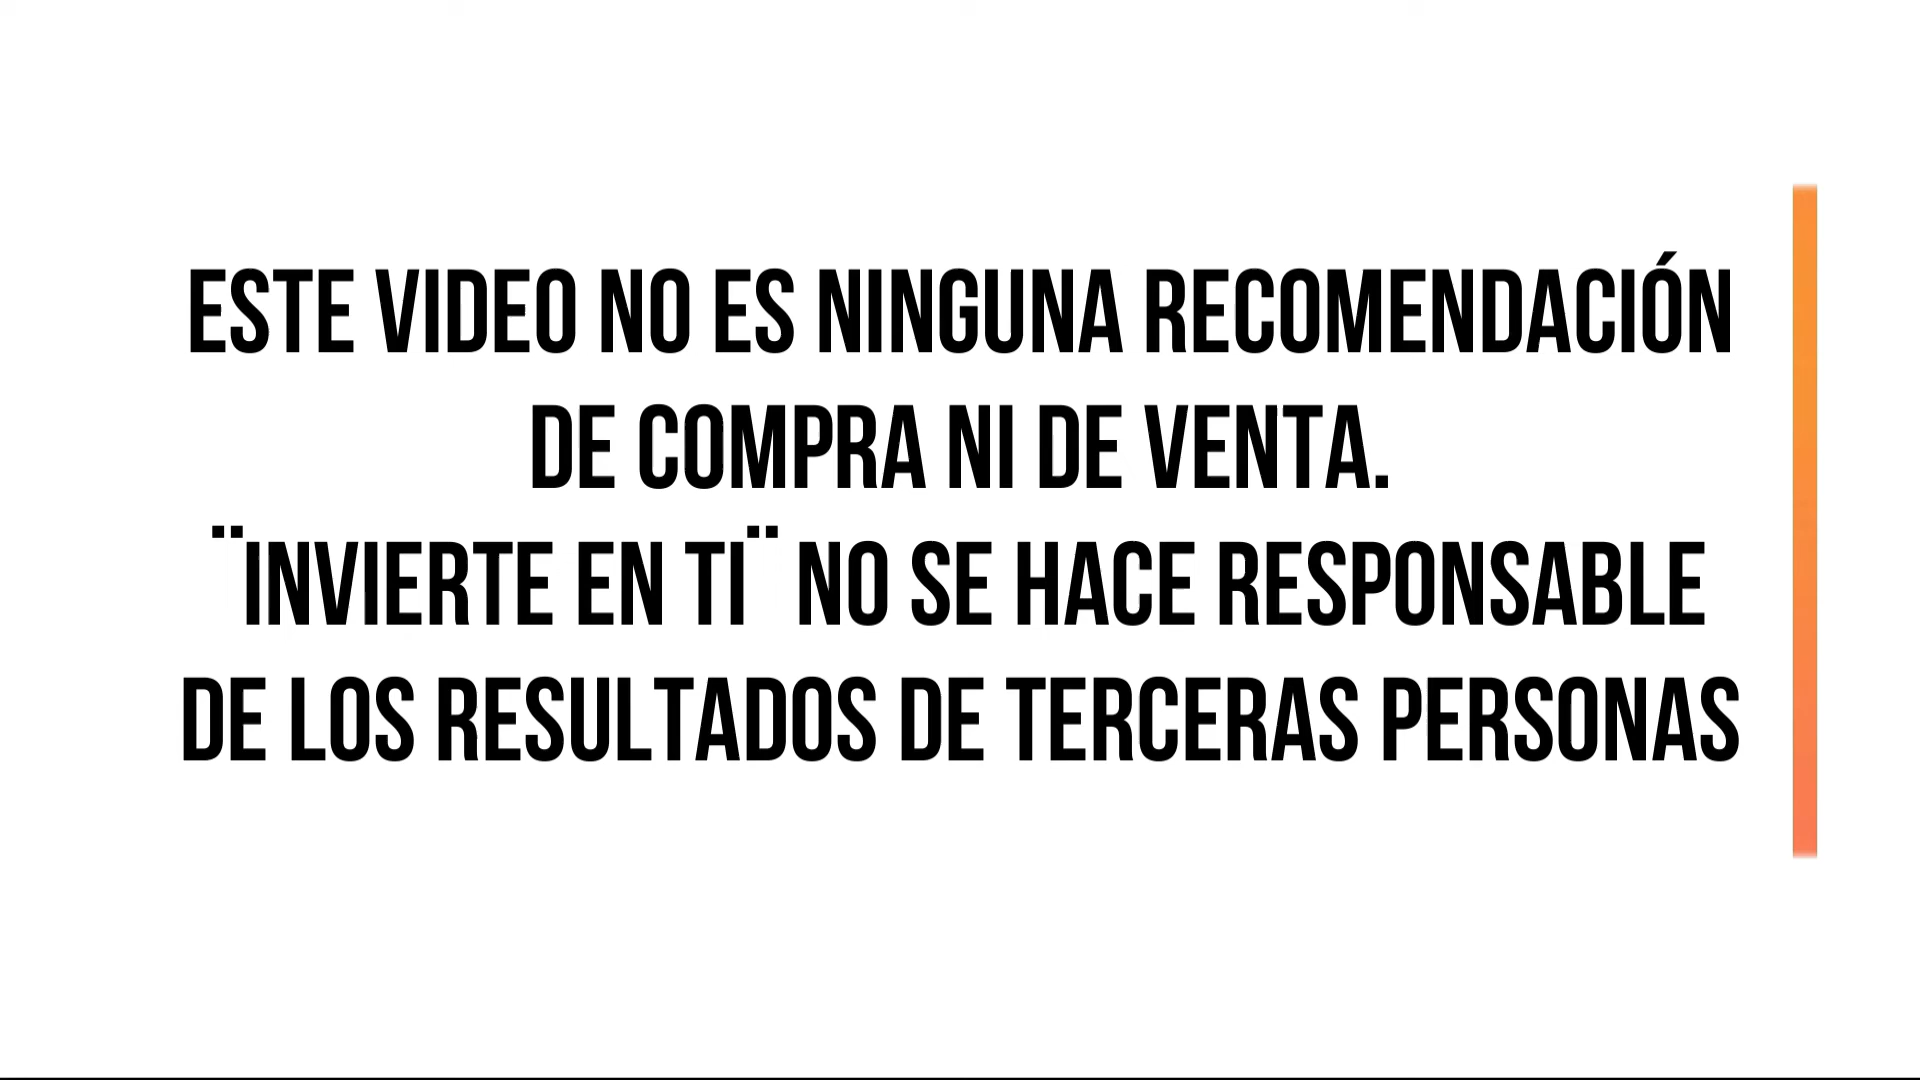 ESTE VIDEO NO ES NINGUNA RECOMENDACIÓN
DE COMPRA NI DE VENTA.
¨INVIERTE EN TI¨ NO SE HACE RESPONSABLE
DE LOS RESULTADOS DE TERCERAS PERSONAS